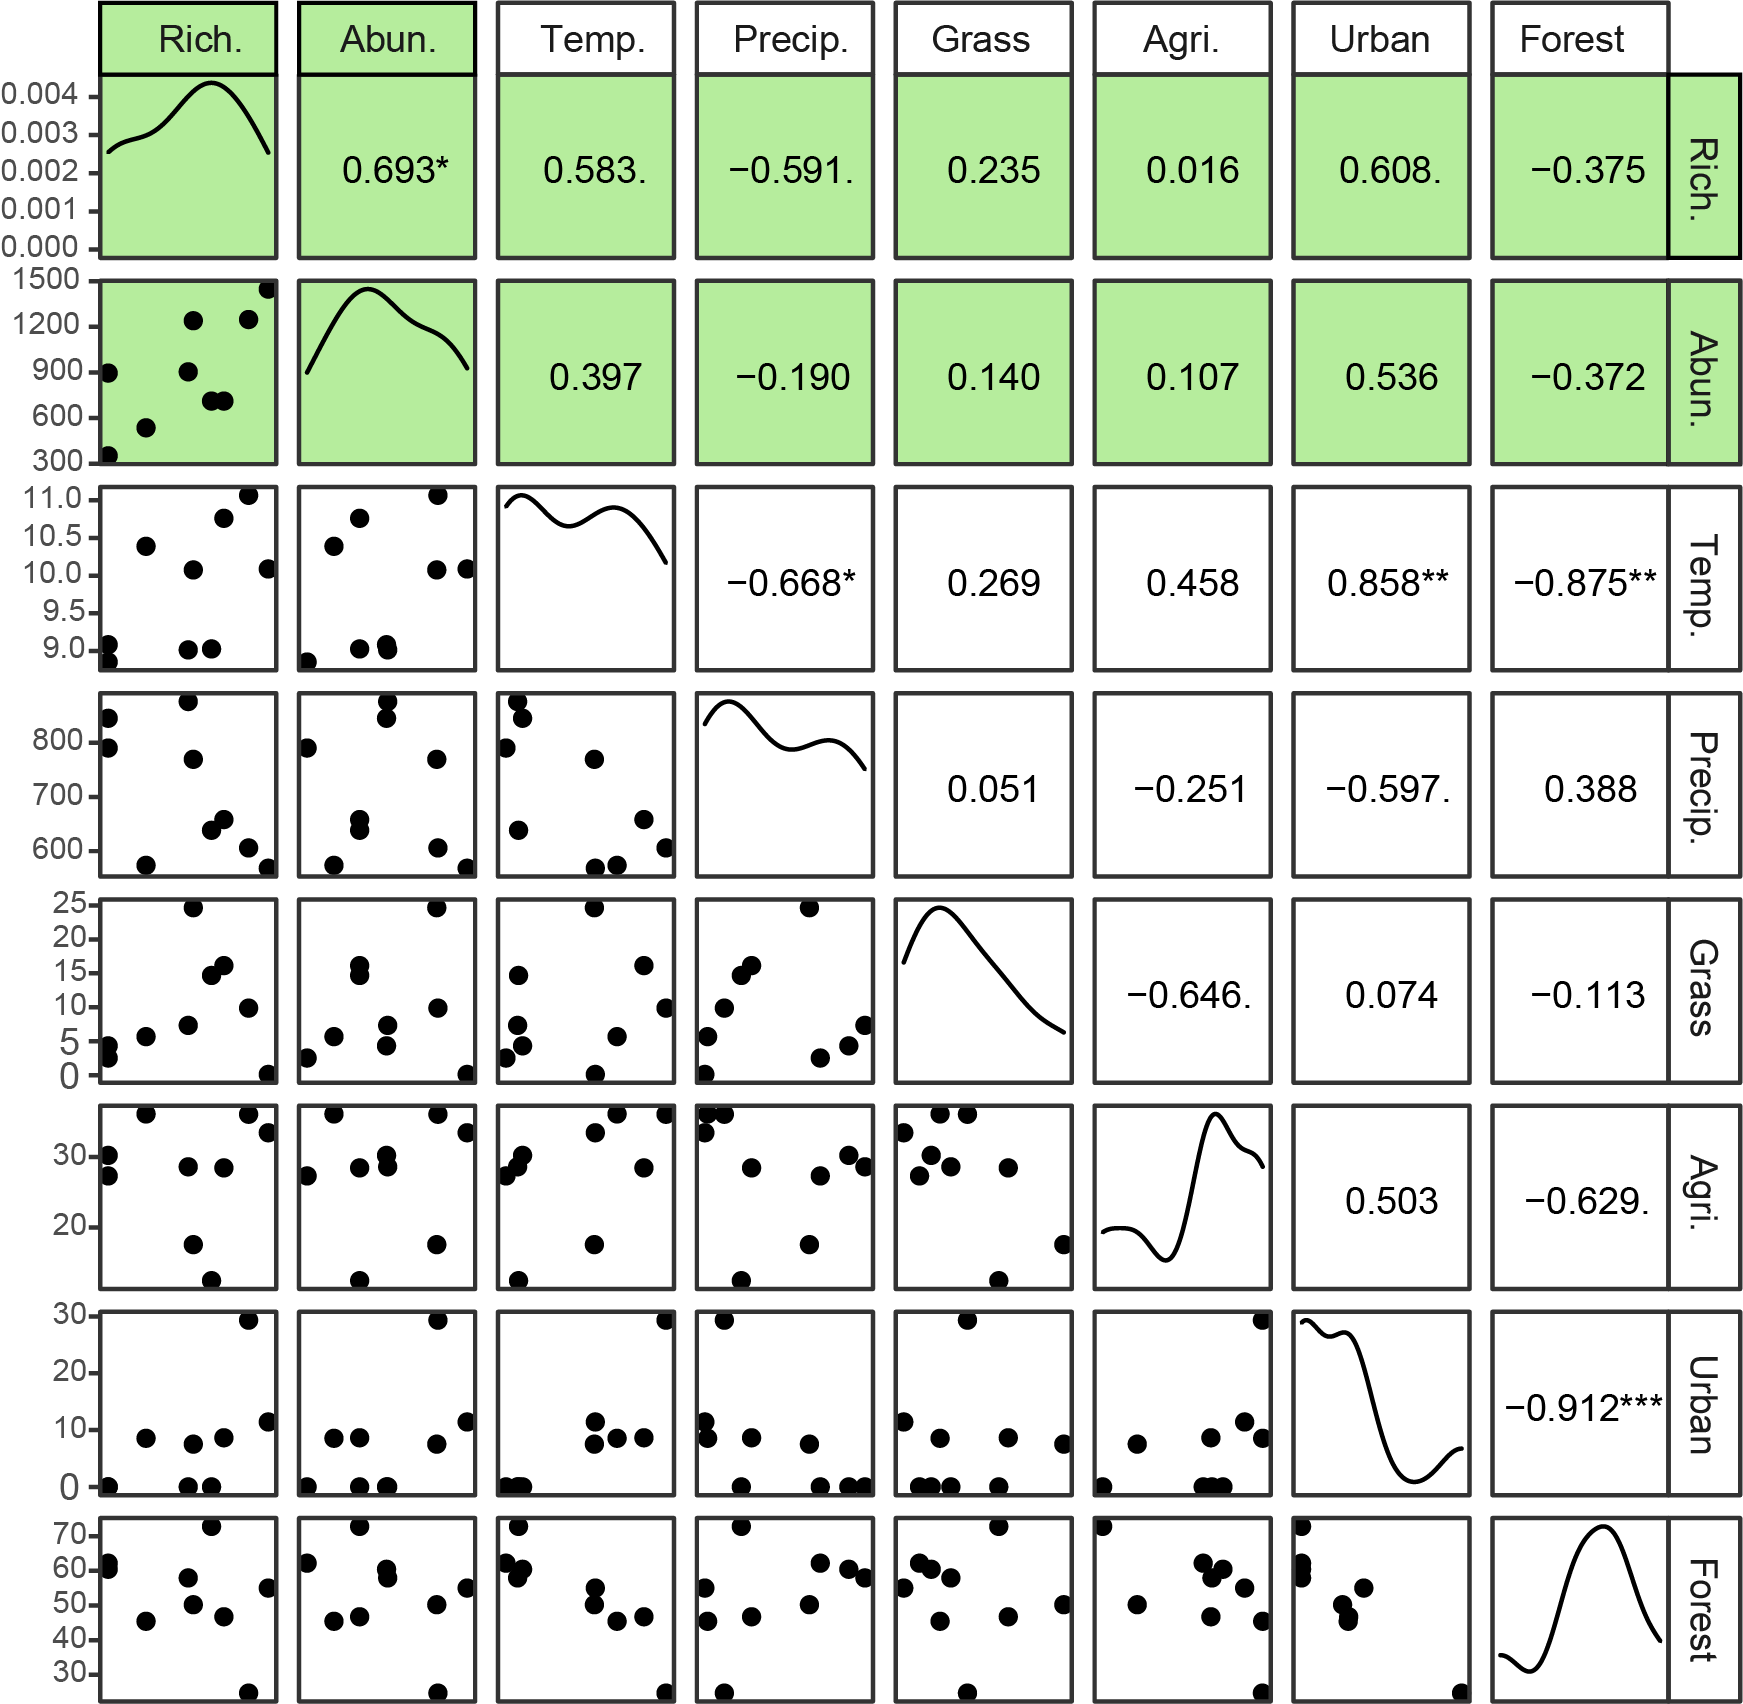 Rich. Abun. Temp. Precip. Grass Agri. Urban Forest
0.004
0.003
0.002
0.001
0.000
0.693* 0.583. −0.591. 0.235 0.016 0.608. −0.375
Rich.
1500
1200
900
600
300
0.397 −0.190 0.140 0.107 0.536 −0.372
Abun.
11.0
10.5
10.0
9.5
9.0
−0.668* 0.269 0.458 0.858** −0.875**
Temp.
800
700
600
0.051 −0.251 −0.597. 0.388
Precip.
25
20
15
10
5
0
−0.646. 0.074 −0.113
Grass
30
20
0.503 −0.629.
Agri.
30
20
10
0
−0.912***
Urban
70
60
50
40
30
Forest